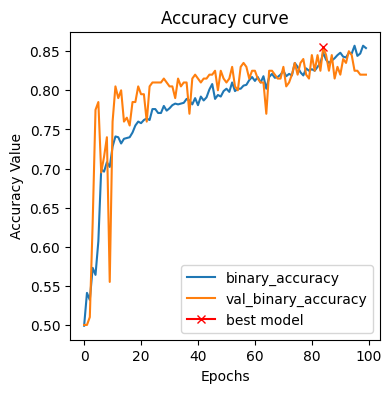 Accuracy curve
Accuracy Value
0.85
0.80
0.75
0.70
0.65
0.60
0.55
0.50
binary_accuracy
val_binary_accuracy
best model
0
20
40
60
80
100
Epochs